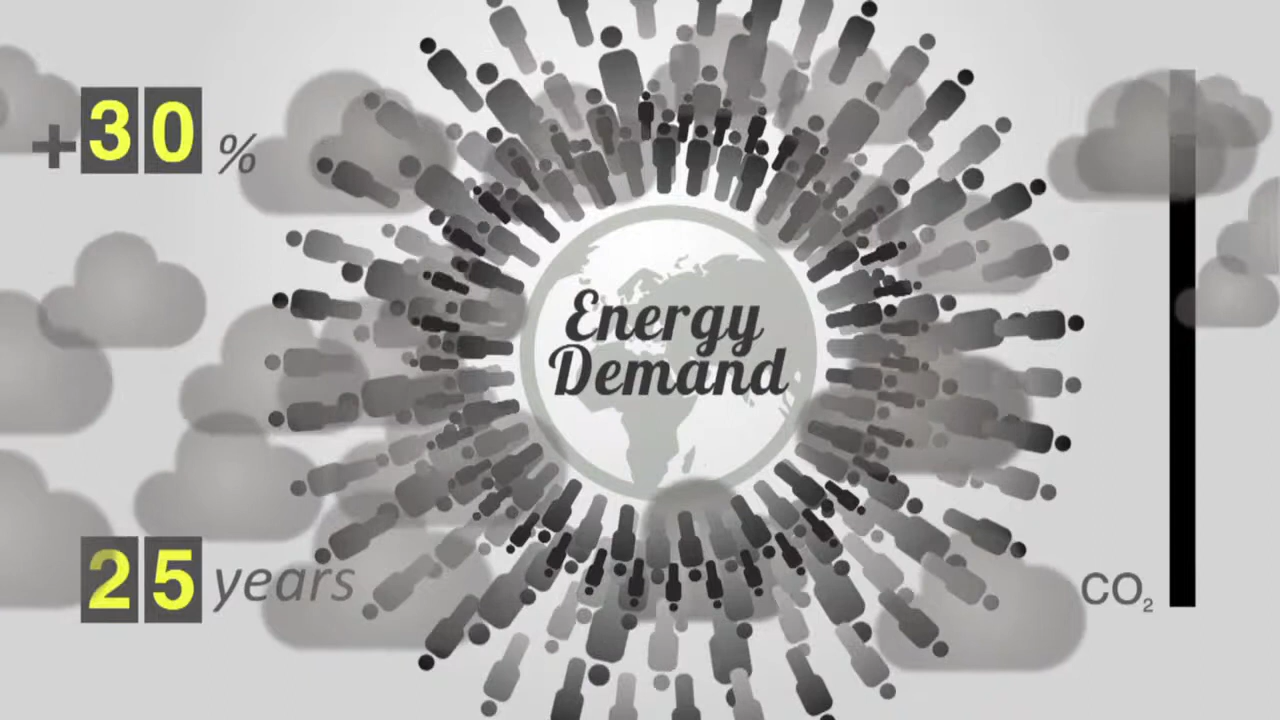 +30 %
Energy
Demand
25 years
CO₂